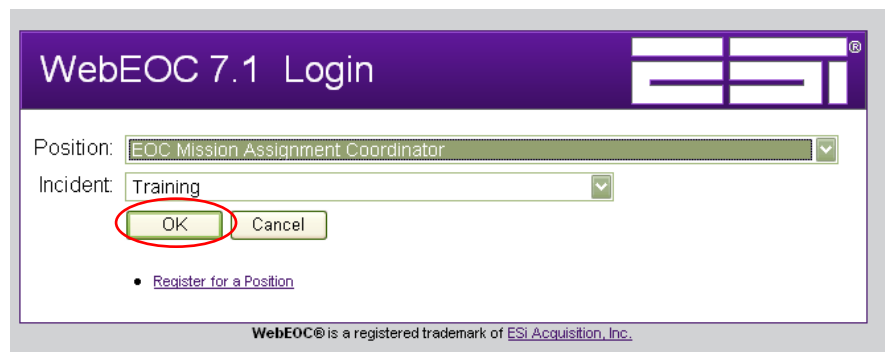 WebEOC 7.1 Login
ESi®
Position: EOC Mission Assignment Coordinator
Incident: Training
OK Cancel
• Register for a Position
WebEOC® is a registered trademark of ESi Acquisition, Inc.